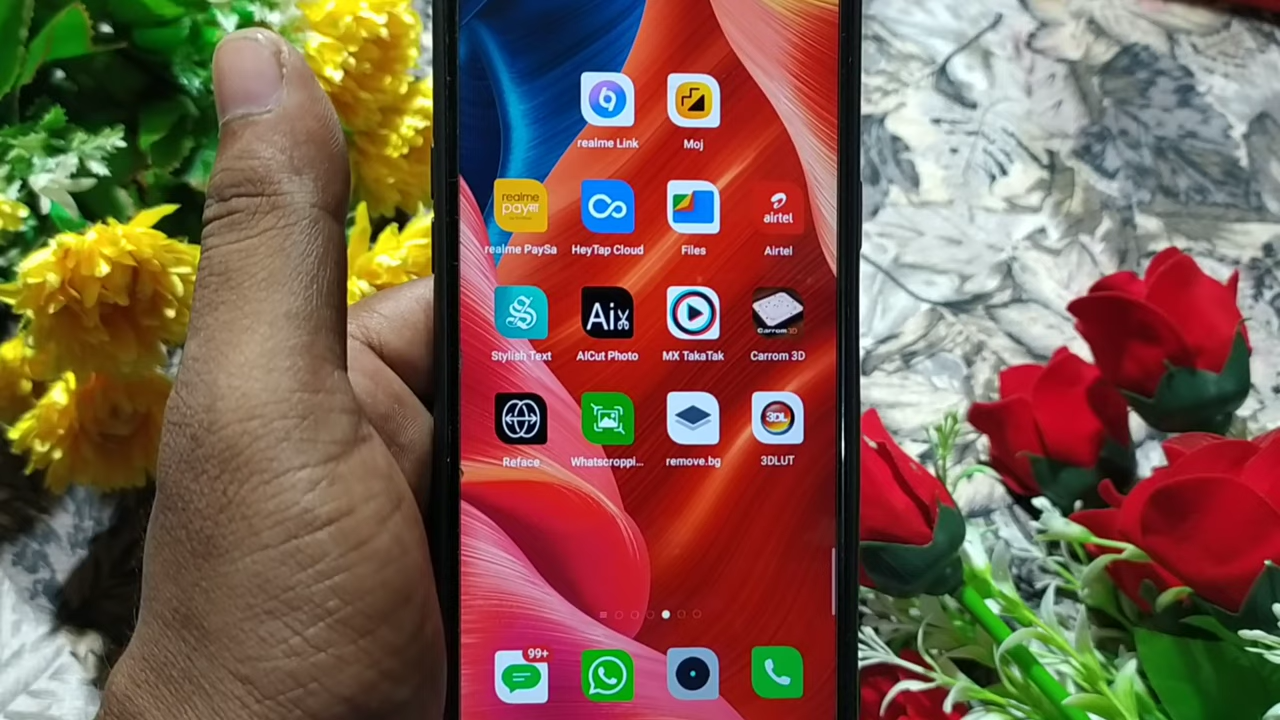 realme Link
Moj
realme
pay
realme PaySa
HeyTap Cloud
Files
airtel
Airtel
Stylish Text
Ai
AICut Photo
MX TakaTak
Carrom3D
Carrom 3D
Reface
Whatscroppi...
remove.bg
3DL
3DLUT
99+